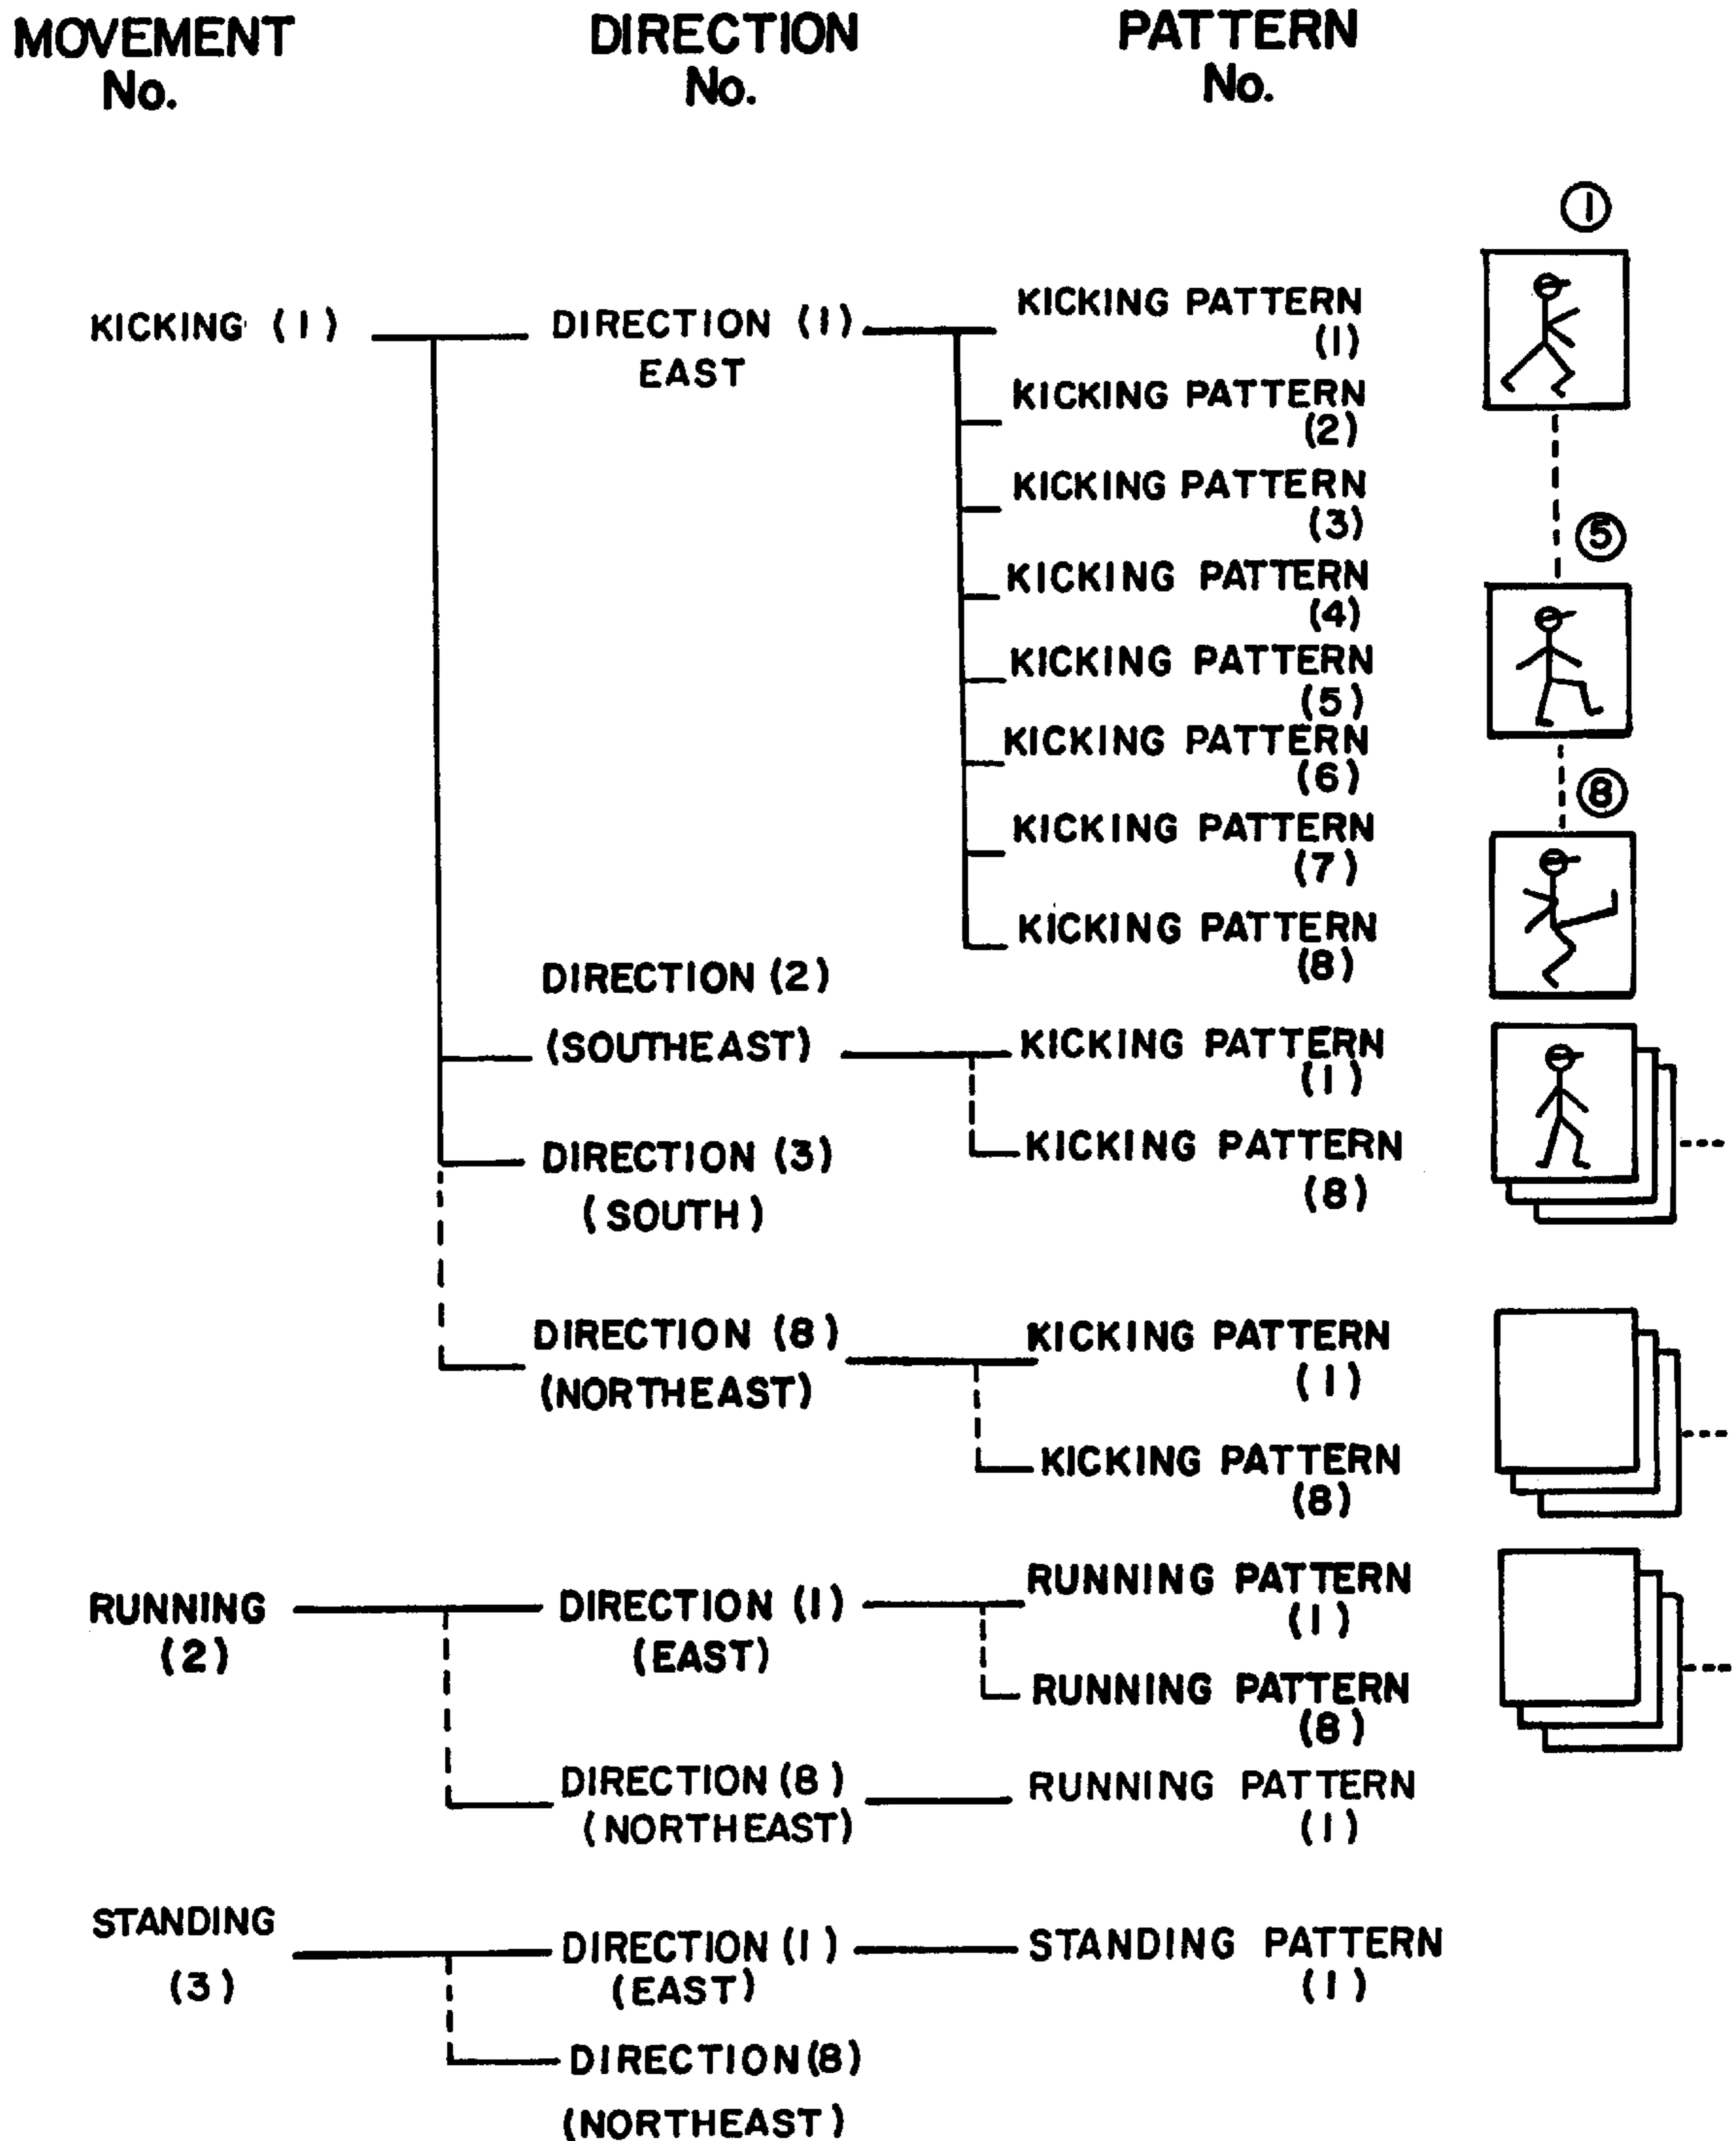 MOVEMENT No.
DIRECTION No.
PATTERN No.
①
KICKING (1)
DIRECTION (1)
EAST
KICKING PATTERN
(1)
KICKING PATTERN
(2)
KICKING PATTERN
(3)
⑤
KICKING PATTERN
(4)
KICKING PATTERN
(5)
KICKING PATTERN
(6)
⑧
KICKING PATTERN
(7)
KICKING PATTERN
(8)
DIRECTION (2)
(SOUTHEAST)
KICKING PATTERN
(1)
DIRECTION (3)
(SOUTH)
KICKING PATTERN
(8)
DIRECTION (8)
(NORTHEAST)
KICKING PATTERN
(1)
KICKING PATTERN
(8)
RUNNING
(2)
DIRECTION (1)
(EAST)
RUNNING PATTERN
(1)
RUNNING PATTERN
(8)
DIRECTION (8)
(NORTHEAST)
RUNNING PATTERN
(1)
STANDING
(3)
DIRECTION (1)
(EAST)
STANDING PATTERN
(1)
DIRECTION (8)
(NORTHEAST)